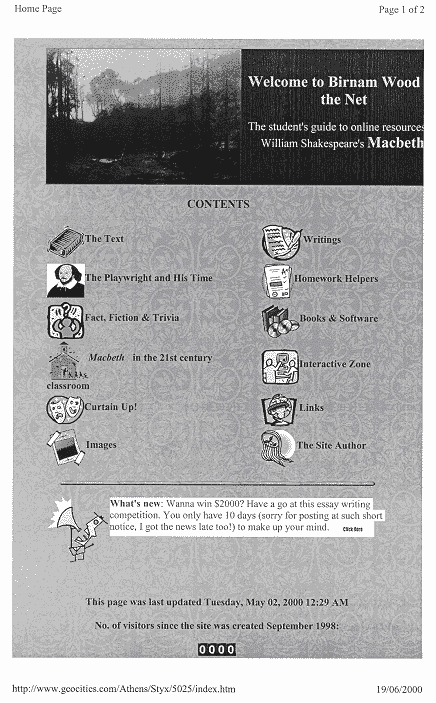 Home Page
Page 1 of 2
Welcome to Birnam Wood
the Net
The student's guide to online resources
William Shakespeare's Macbeth
CONTENTS
The Text
Writings
The Playwright and His Time
Homework Helpers
Fact, Fiction & Trivia
Books & Software
Macbeth in the 21st century
classroom
Interactive Zone
Curtain Up!
Links
Images
The Site Author
What's new: Wanna win $2000? Have a go at this essay writing
competition. You only have 10 days (sorry for posting at such short
notice, I got the news late too!) to make up your mind. Click Here
This page was last updated Tuesday, May 02, 2000 12:29 AM
No. of visitors since the site was created September 1998:
0000
http://www.geocities.com/Athens/Styx/5025/index.htm
19/06/2000